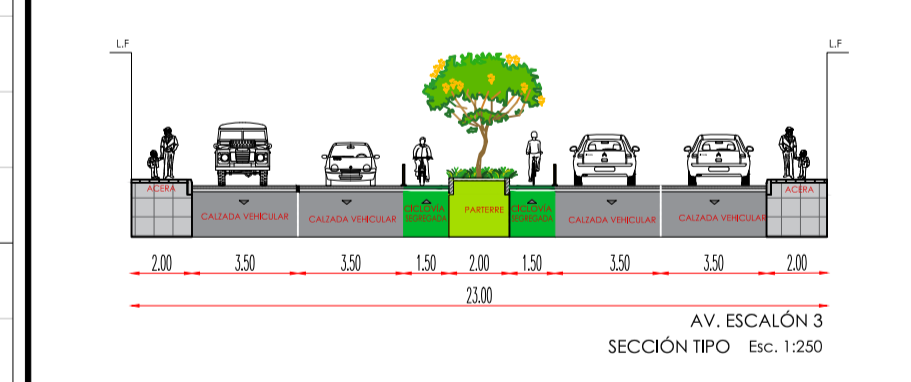 L.F L.F
ACERA ACERA
CALZADA VEHICULAR CALZADA VEHICULAR CICLOVÍA SEGREGADA PARTERRE CICLOVÍA SEGREGADA CALZADA VEHICULAR CALZADA VEHICULAR
2.00 3.50 3.50 1.50 2.00 1.50 3.50 3.50 2.00
23.00
AV. ESCALÓN 3
SECCIÓN TIPO Esc. 1:250